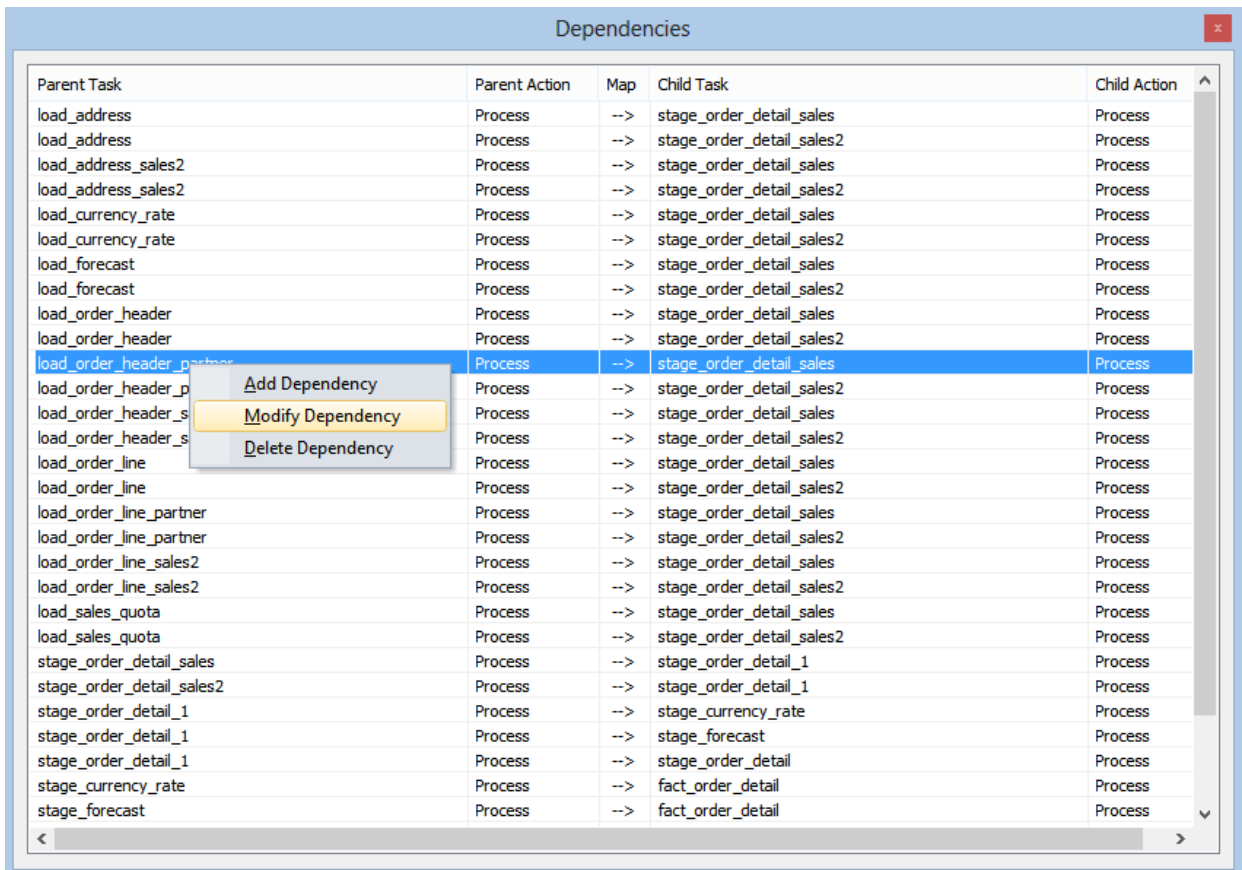 Dependencies
x
Parent Task Parent Action Map Child Task Child Action
load_address Process --> stage_order_detail_sales Process
load_address Process --> stage_order_detail_sales2 Process
load_address_sales2 Process --> stage_order_detail_sales Process
load_address_sales2 Process --> stage_order_detail_sales2 Process
load_currency_rate Process --> stage_order_detail_sales Process
load_currency_rate Process --> stage_order_detail_sales2 Process
load_forecast Process --> stage_order_detail_sales Process
load_forecast Process --> stage_order_detail_sales2 Process
load_order_header Process --> stage_order_detail_sales Process
load_order_header Process --> stage_order_detail_sales2 Process
load_order_header_partner Process --> stage_order_detail_sales Process
load_order_header_p Process --> stage_order_detail_sales2 Process
Add Dependency
load_order_header_s Process --> stage_order_detail_sales Process
Modify Dependency
load_order_header_s Process --> stage_order_detail_sales2 Process
Delete Dependency
load_order_line Process --> stage_order_detail_sales Process
load_order_line Process --> stage_order_detail_sales2 Process
load_order_line_partner Process --> stage_order_detail_sales Process
load_order_line_partner Process --> stage_order_detail_sales2 Process
load_order_line_sales2 Process --> stage_order_detail_sales Process
load_order_line_sales2 Process --> stage_order_detail_sales2 Process
load_sales_quota Process --> stage_order_detail_sales Process
load_sales_quota Process --> stage_order_detail_sales2 Process
stage_order_detail_sales Process --> stage_order_detail_1 Process
stage_order_detail_sales2 Process --> stage_order_detail_1 Process
stage_order_detail_1 Process --> stage_currency_rate Process
stage_order_detail_1 Process --> stage_forecast Process
stage_order_detail_1 Process --> stage_order_detail Process
stage_currency_rate Process --> fact_order_detail Process
stage_forecast Process --> fact_order_detail Process